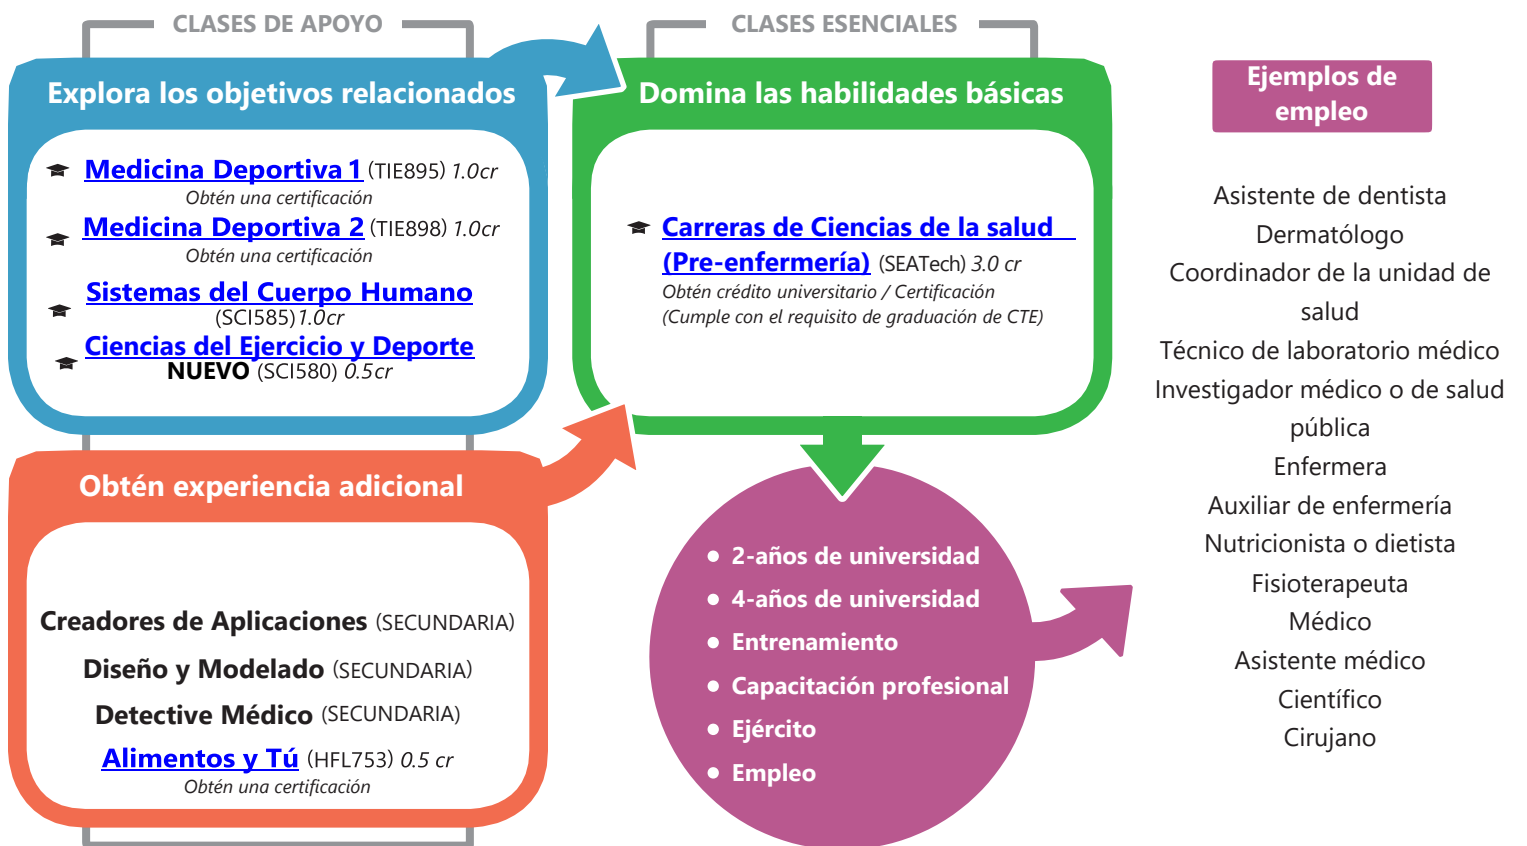 CLASES DE APOYO
Explora los objetivos relacionados
Medicina Deportiva 1 (TIE895) 1.0cr
Obtén una certificación
Medicina Deportiva 2 (TIE898) 1.0cr
Obtén una certificación
Sistemas del Cuerpo Humano
(SCI585) 1.0cr
Ciencias del Ejercicio y Deporte
NUEVO (SCI580) 0.5cr
Obtén experiencia adicional
Creadores de Aplicaciones (SECUNDARIA)
Diseño y Modelado (SECUNDARIA)
Detective Médico (SECUNDARIA)
Alimentos y Tú (HFL753) 0.5 cr
Obtén una certificación
CLASES ESENCIALES
Domina las habilidades básicas
Carreras de Ciencias de la salud
(Pre-enfermería) (SEATech) 3.0 cr
Obtén crédito universitario / Certificación
(Cumple con el requisito de graduación de CTE)
• 2-años de universidad
• 4-años de universidad
• Entrenamiento
• Capacitación profesional
• Ejército
• Empleo
Ejemplos de
empleo
Asistente de dentista
Dermatólogo
Coordinador de la unidad de
salud
Técnico de laboratorio médico
Investigador médico o de salud
pública
Enfermera
Auxiliar de enfermería
Nutricionista o dietista
Fisioterapeuta
Médico
Asistente médico
Científico
Cirujano